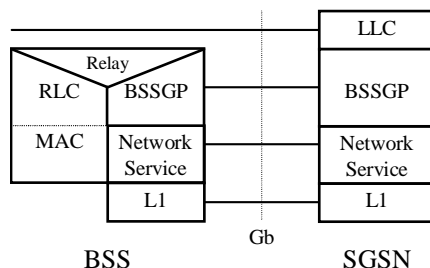 LLC
Relay
RLC BSSGP BSSGP
MAC Network Network
Service Service
L1 L1
Gb
BSS SGSN